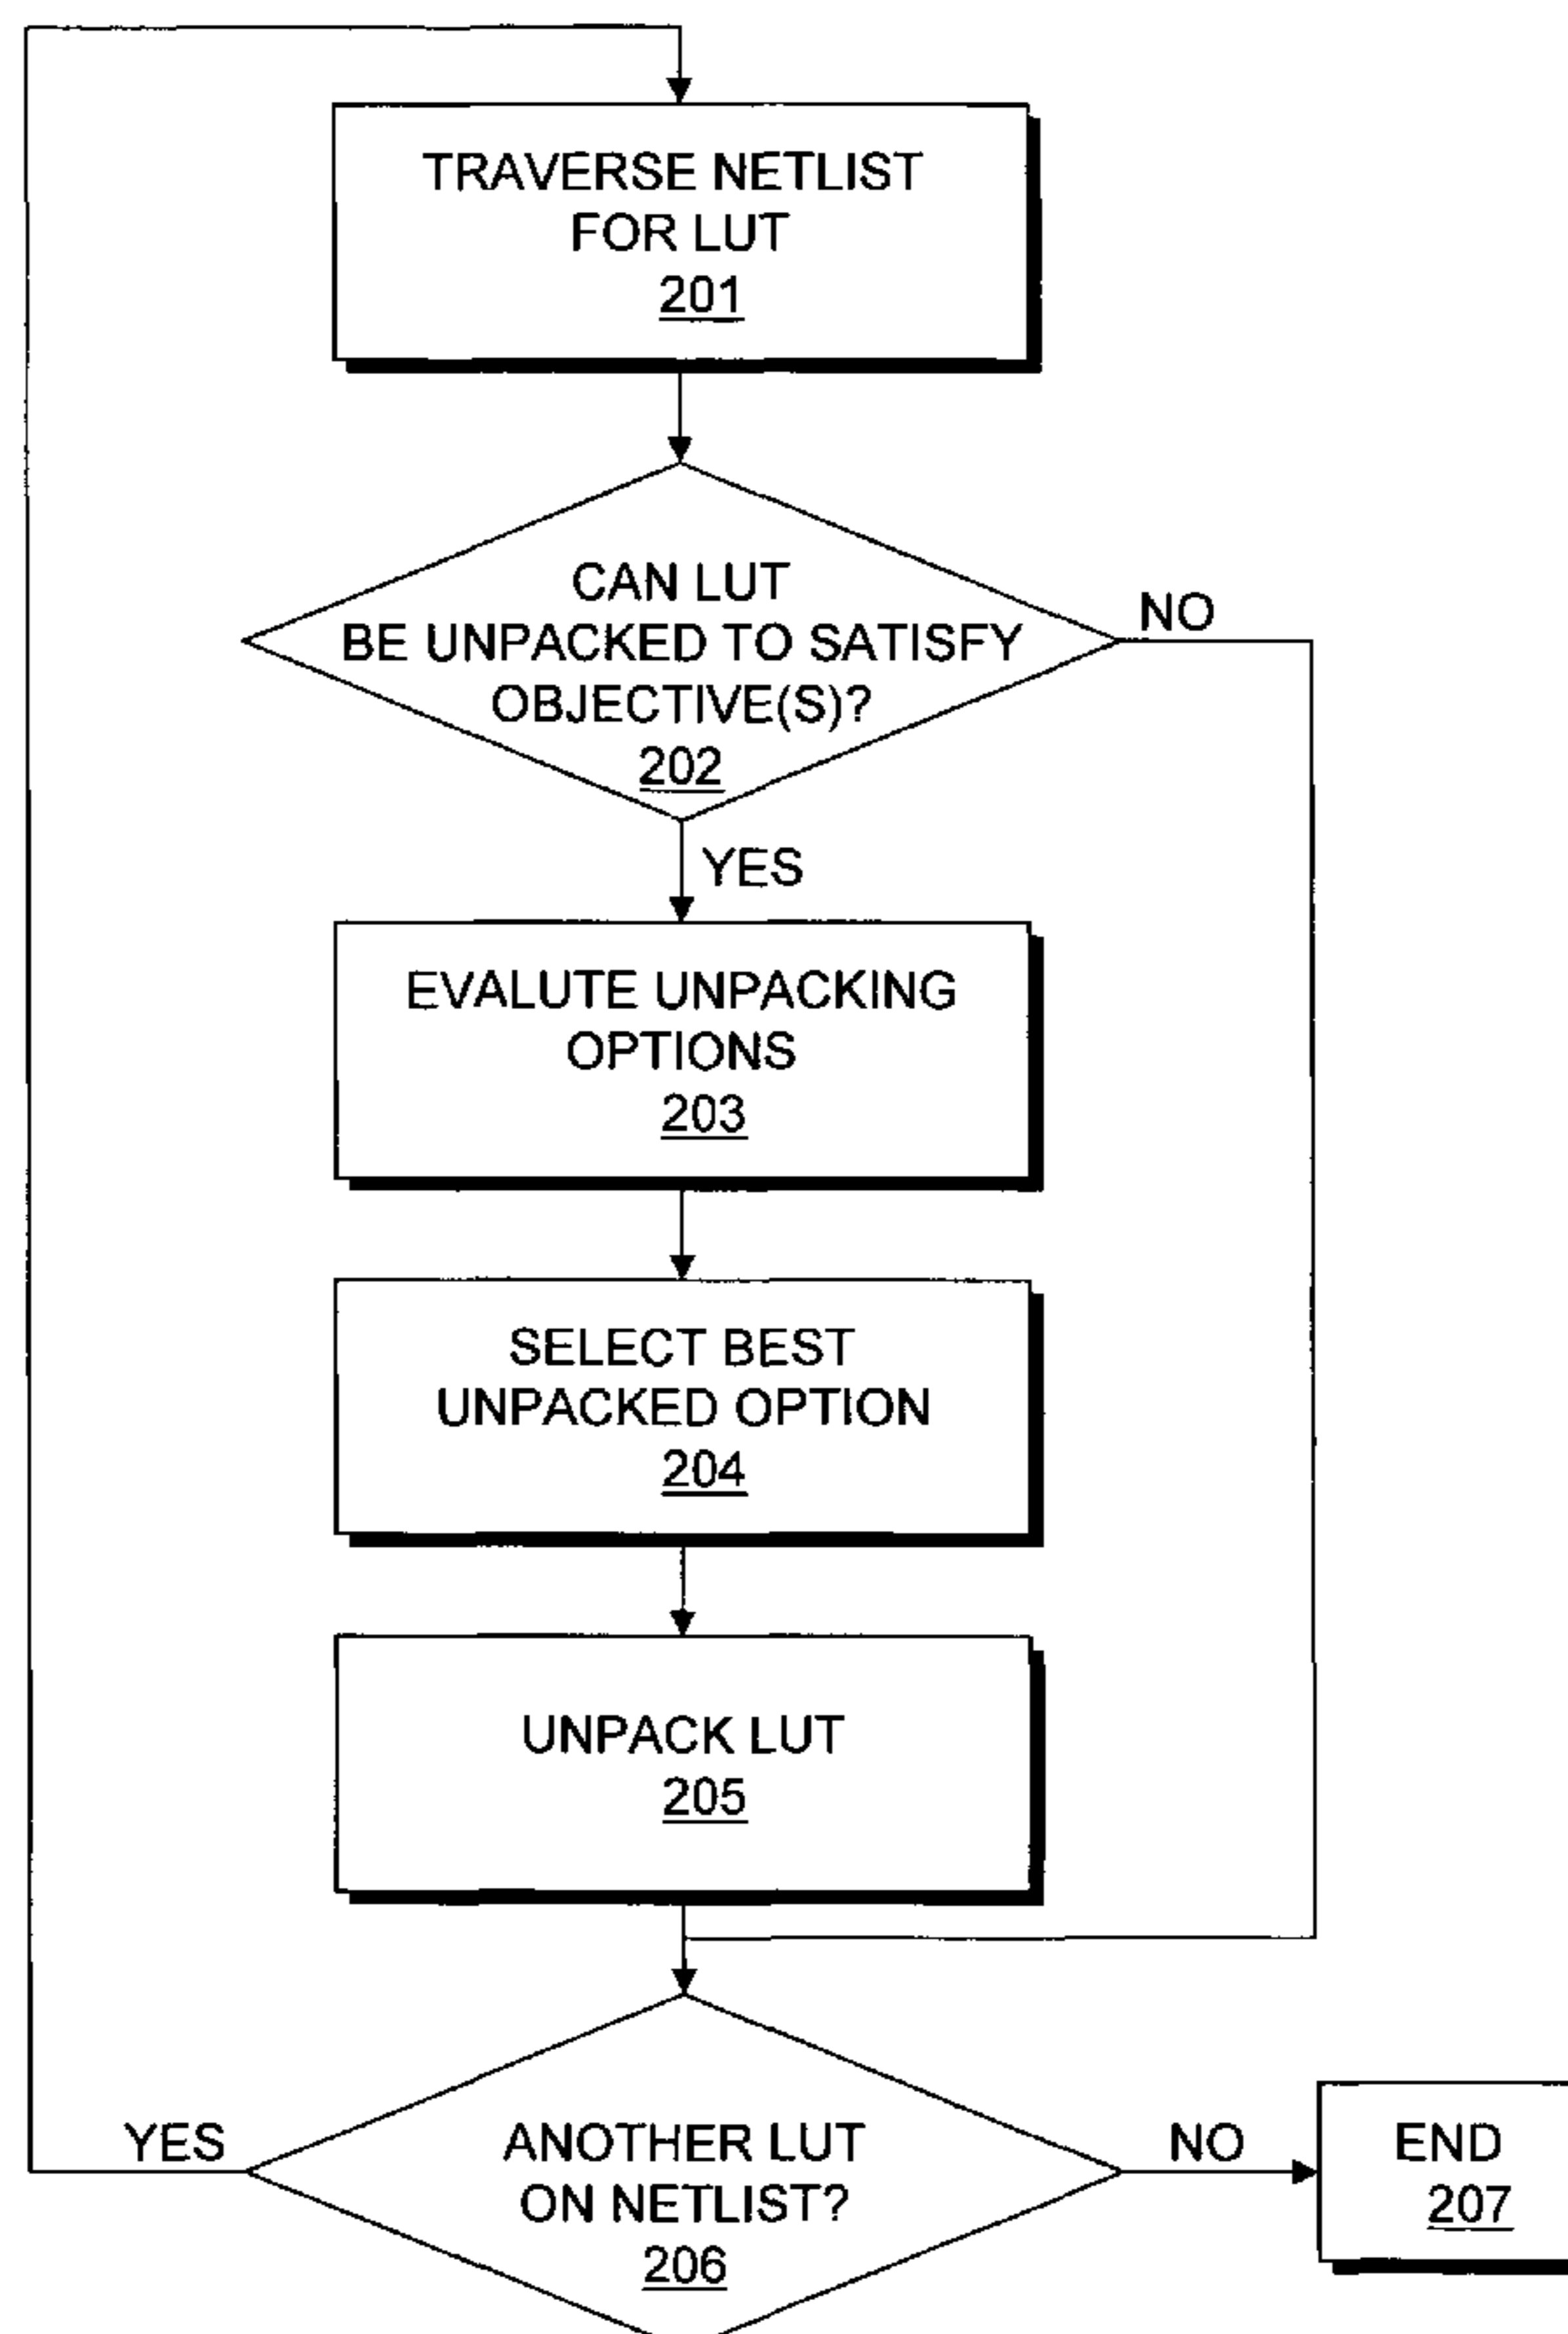 TRAVERSE NETLIST
FOR LUT
201
CAN LUT
BE UNPACKED TO SATISFY
OBJECTIVE(S)?
202
NO
YES
EVALUTE UNPACKING
OPTIONS
203
SELECT BEST
UNPACKED OPTION
204
UNPACK LUT
205
YES
ANOTHER LUT
ON NETLIST?
206
NO
END
207